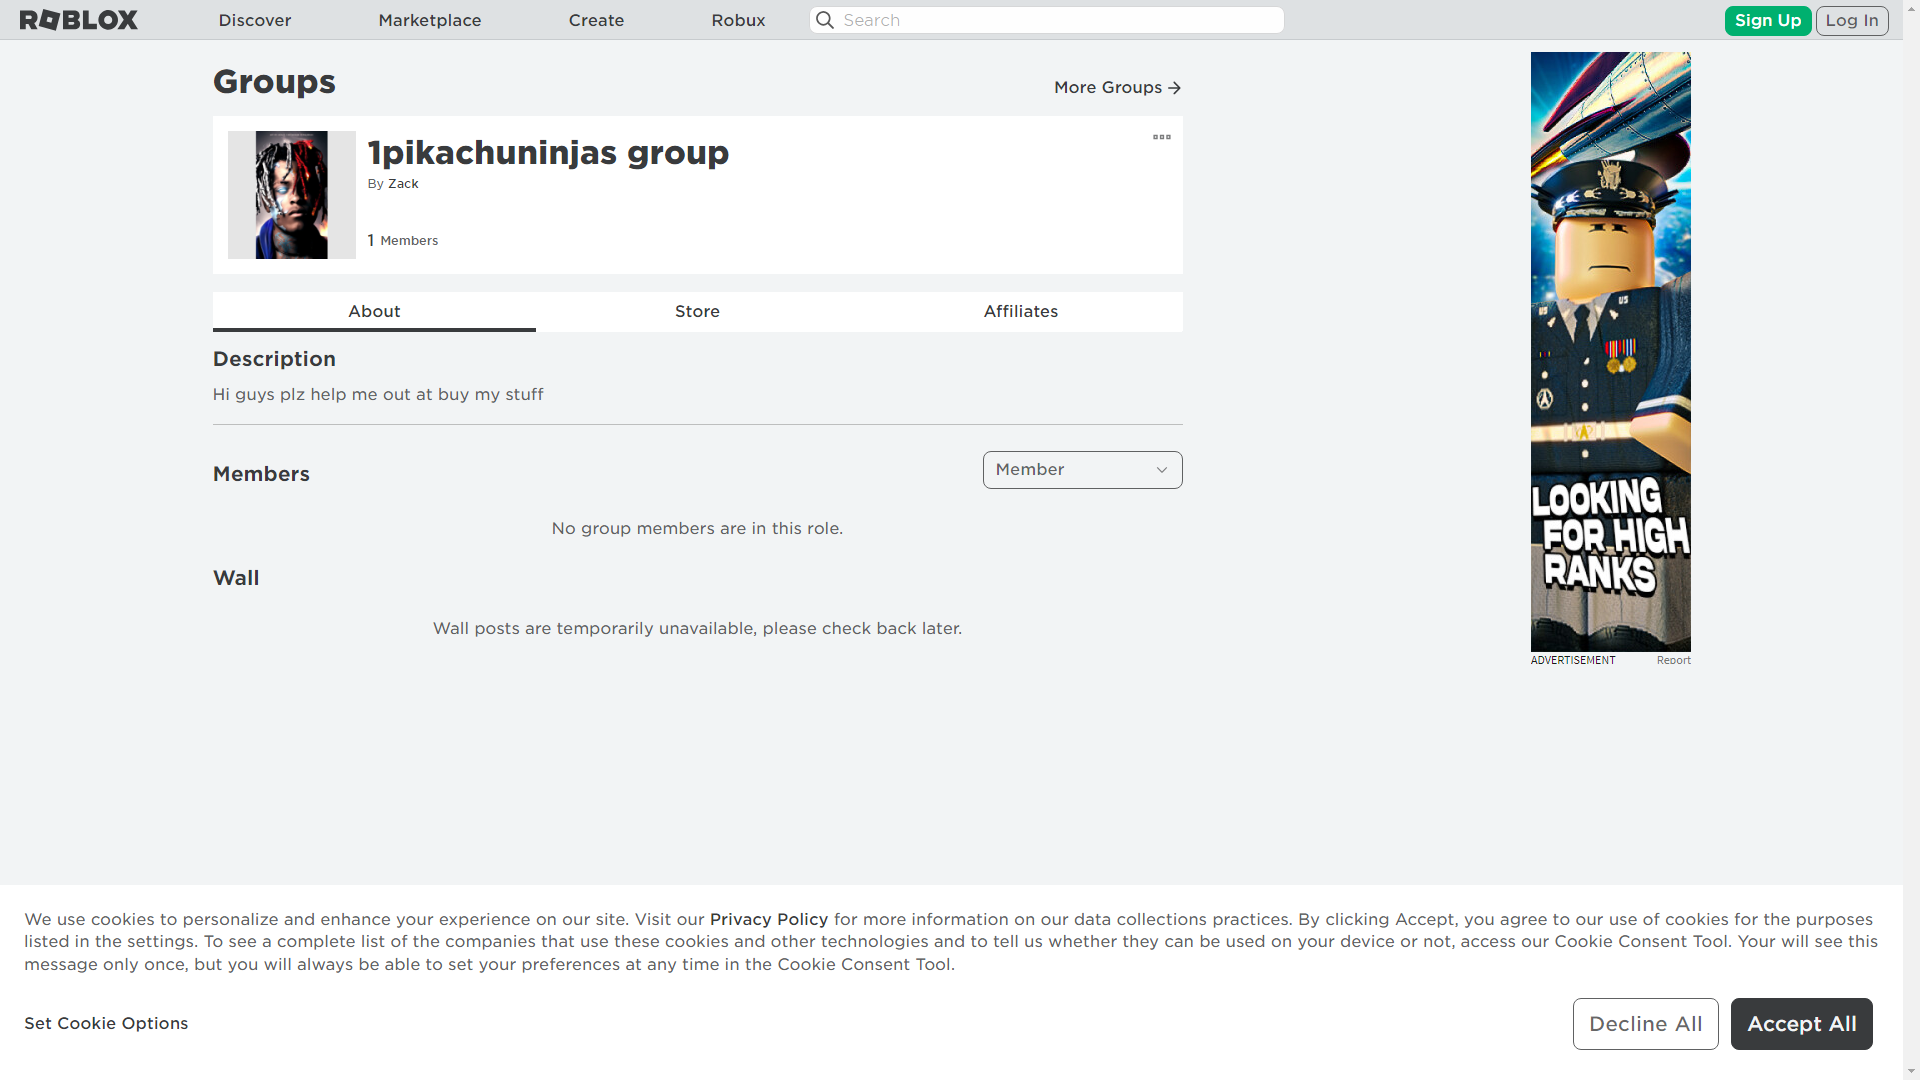 ROBLOX
Discover
Marketplace
Create
Robux
Search
Sign Up
Log In
Groups
More Groups
1pikachuninjas group
By Zack
1 Members
About
Store
Affiliates
Description
Hi guys plz help me out at buy my stuff
Members
Member
No group members are in this role.
Wall
Wall posts are temporarily unavailable, please check back later.
US
US
LOOKING
FOR HIGH
RANKS
ADVERTISEMENT
Report
We use cookies to personalize and enhance your experience on our site. Visit our Privacy Policy for more information on our data collections practices. By clicking Accept, you agree to our use of cookies for the purposes
listed in the settings. To see a complete list of the companies that use these cookies and other technologies and to tell us whether they can be used on your device or not, access our Cookie Consent Tool. Your will see this
message only once, but you will always be able to set your preferences at any time in the Cookie Consent Tool.
Set Cookie Options
Decline All
Accept All